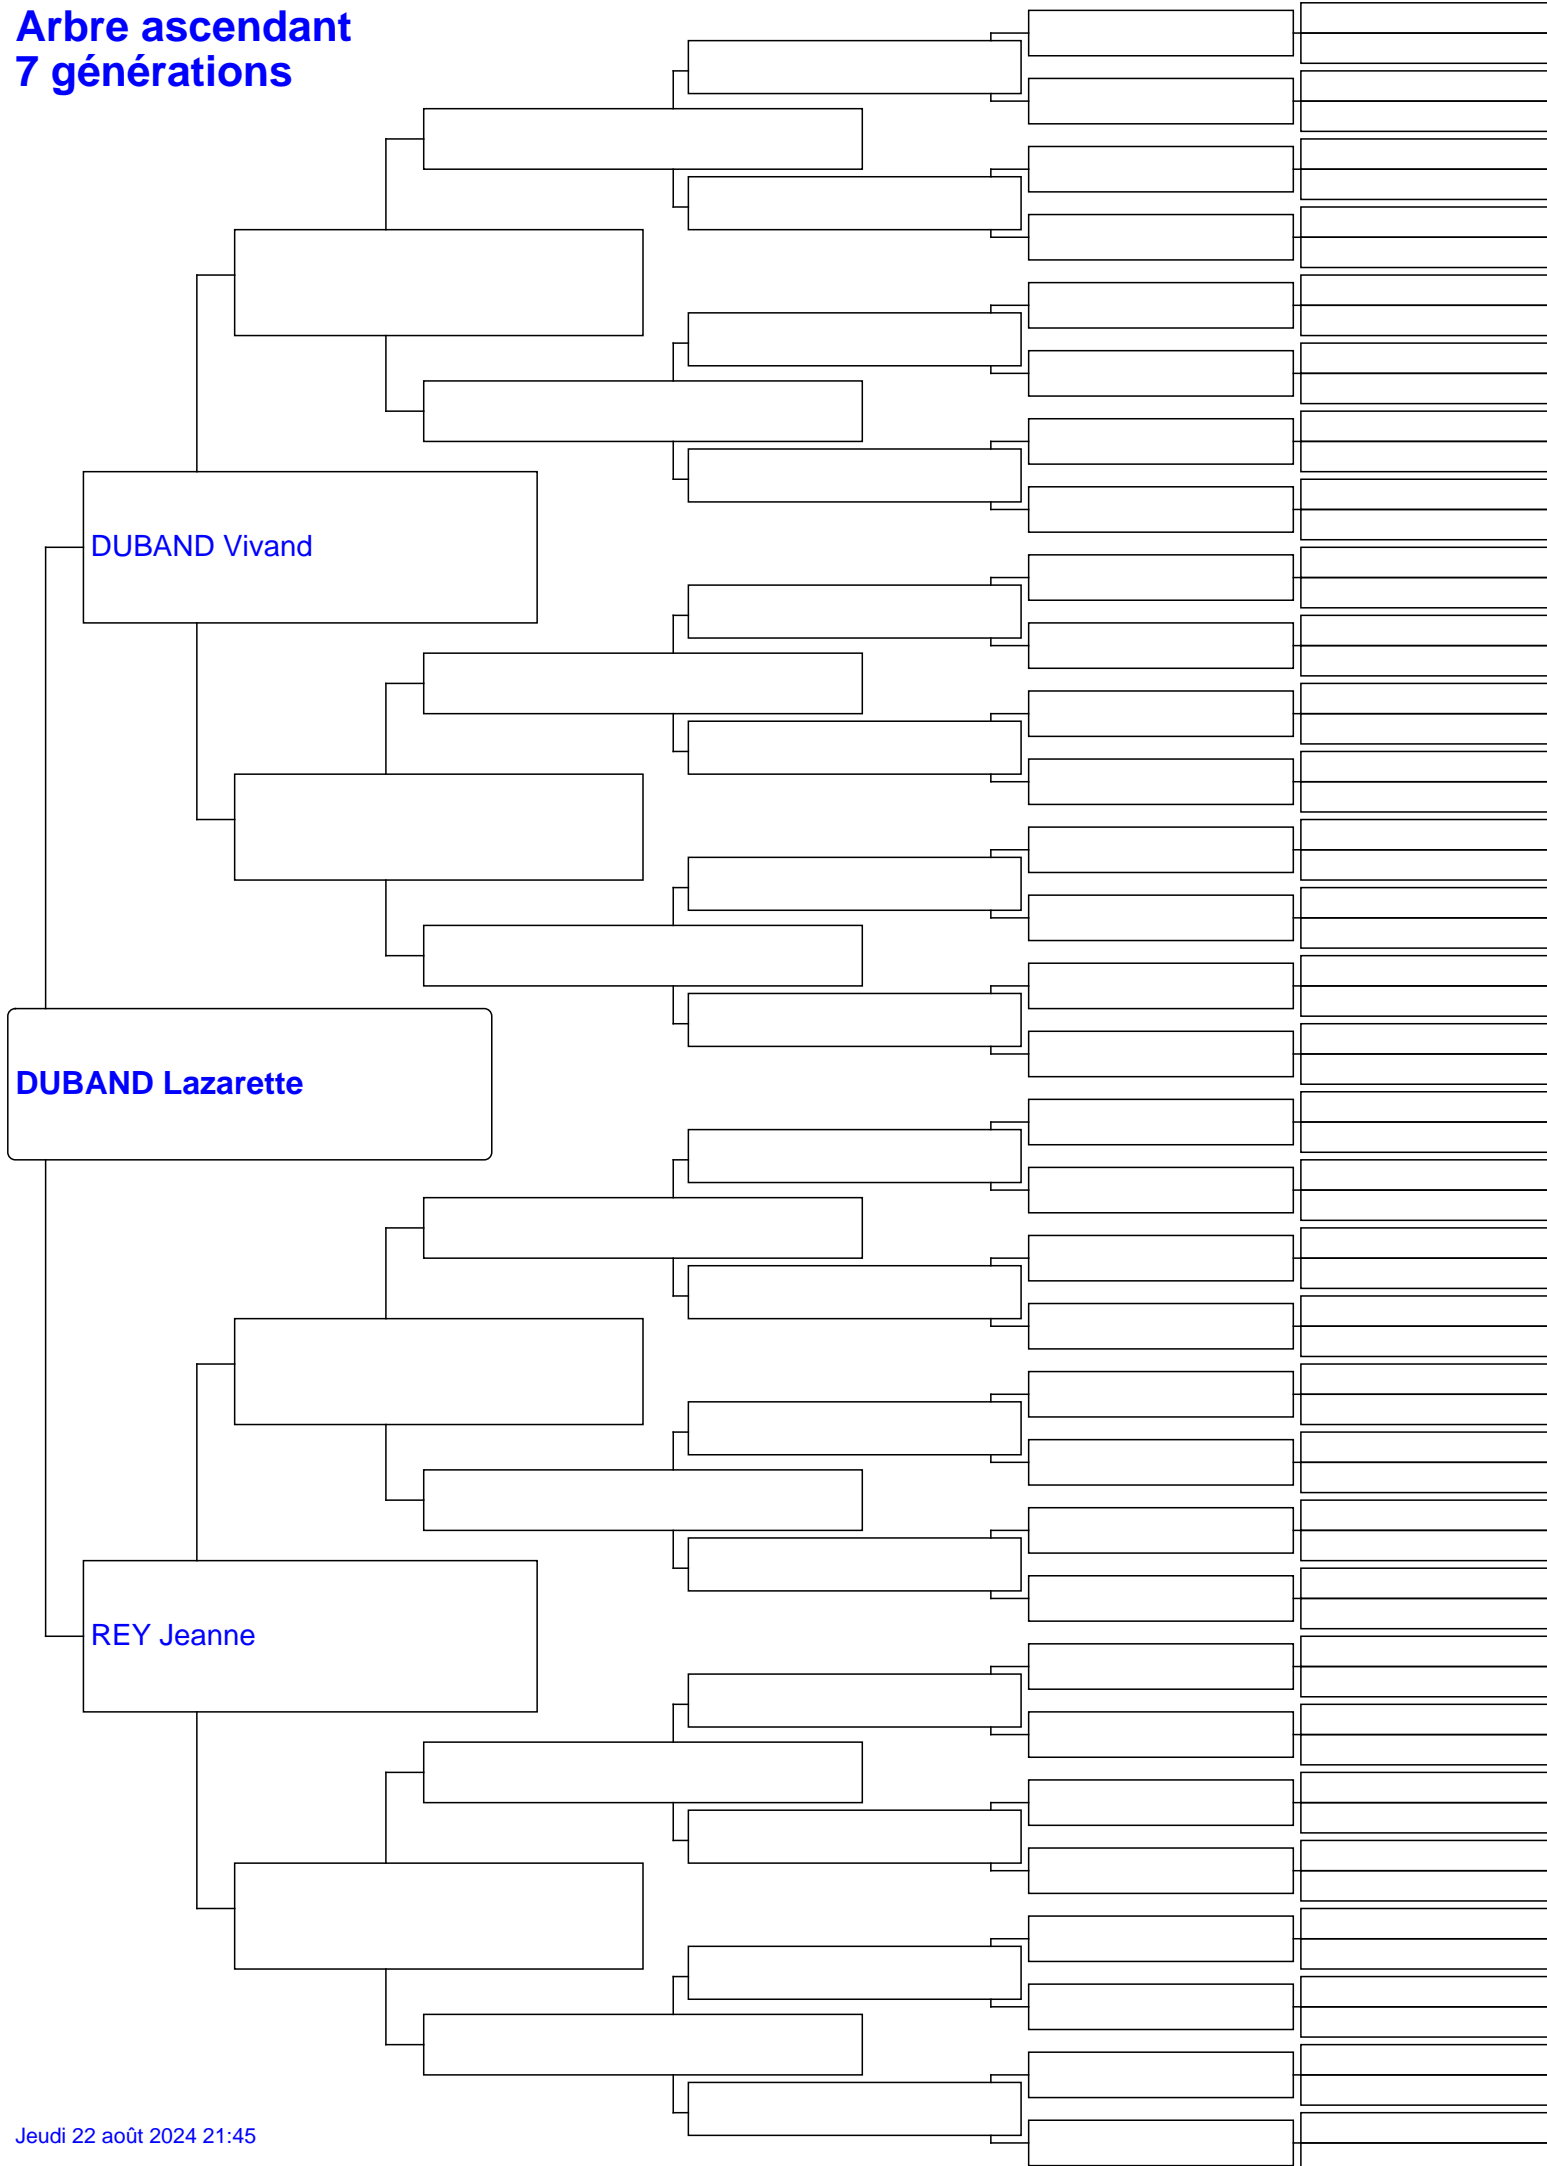 Arbre ascendant
7 générations
DUBAND Vivand
DUBAND Lazarette
REY Jeanne
Jeudi 22 août 2024 21:45